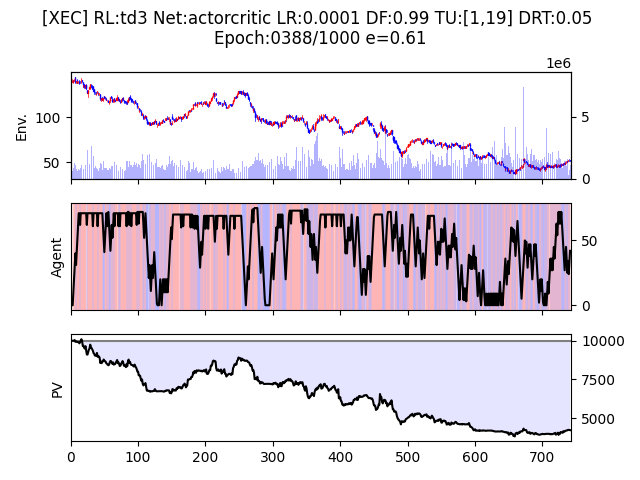 [XEC] RL:td3 Net:actorcritic LR:0.0001 DF:0.99 TU:[1,19] DRT:0.05
Epoch:0388/1000 e=0.61
1e6
Env.
100
50
5
0
Agent
50
0
PV
10000
7500
5000
0 100 200 300 400 500 600 700